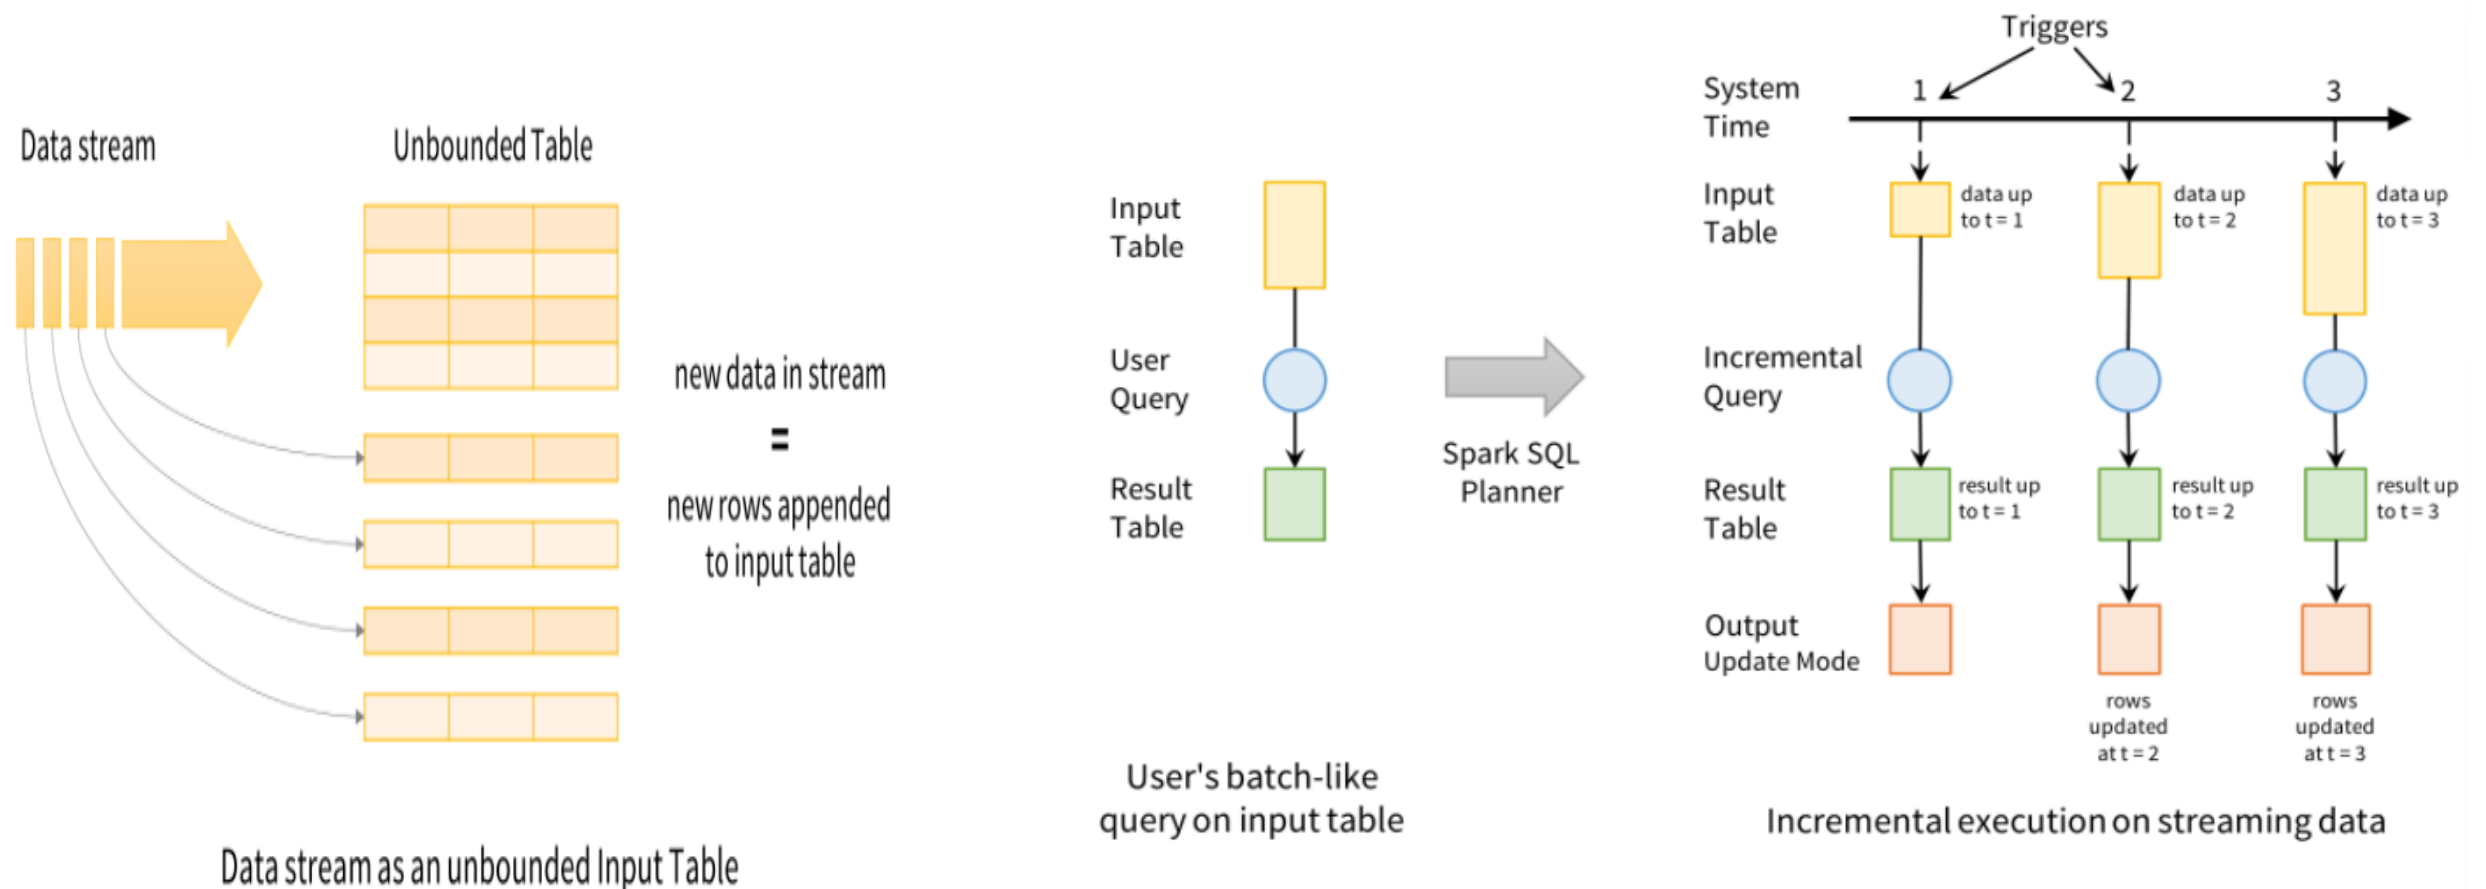 Data stream
Unbounded Table
new data in stream
=
new rows appended
to input table
Data stream as an unbounded Input Table
Input
Table
User
Query
Result
Table
User's batch-like
query on input table
Spark SQL
Planner
Triggers
System
Time
1
2
3
Input
Table
data up
to t = 1
data up
to t = 2
data up
to t = 3
Incremental
Query
Result
Table
result up
to t = 1
result up
to t = 2
result up
to t = 3
Output
Update Mode
rows
updated
at t = 2
rows
updated
at t = 3
Incremental execution on streaming data